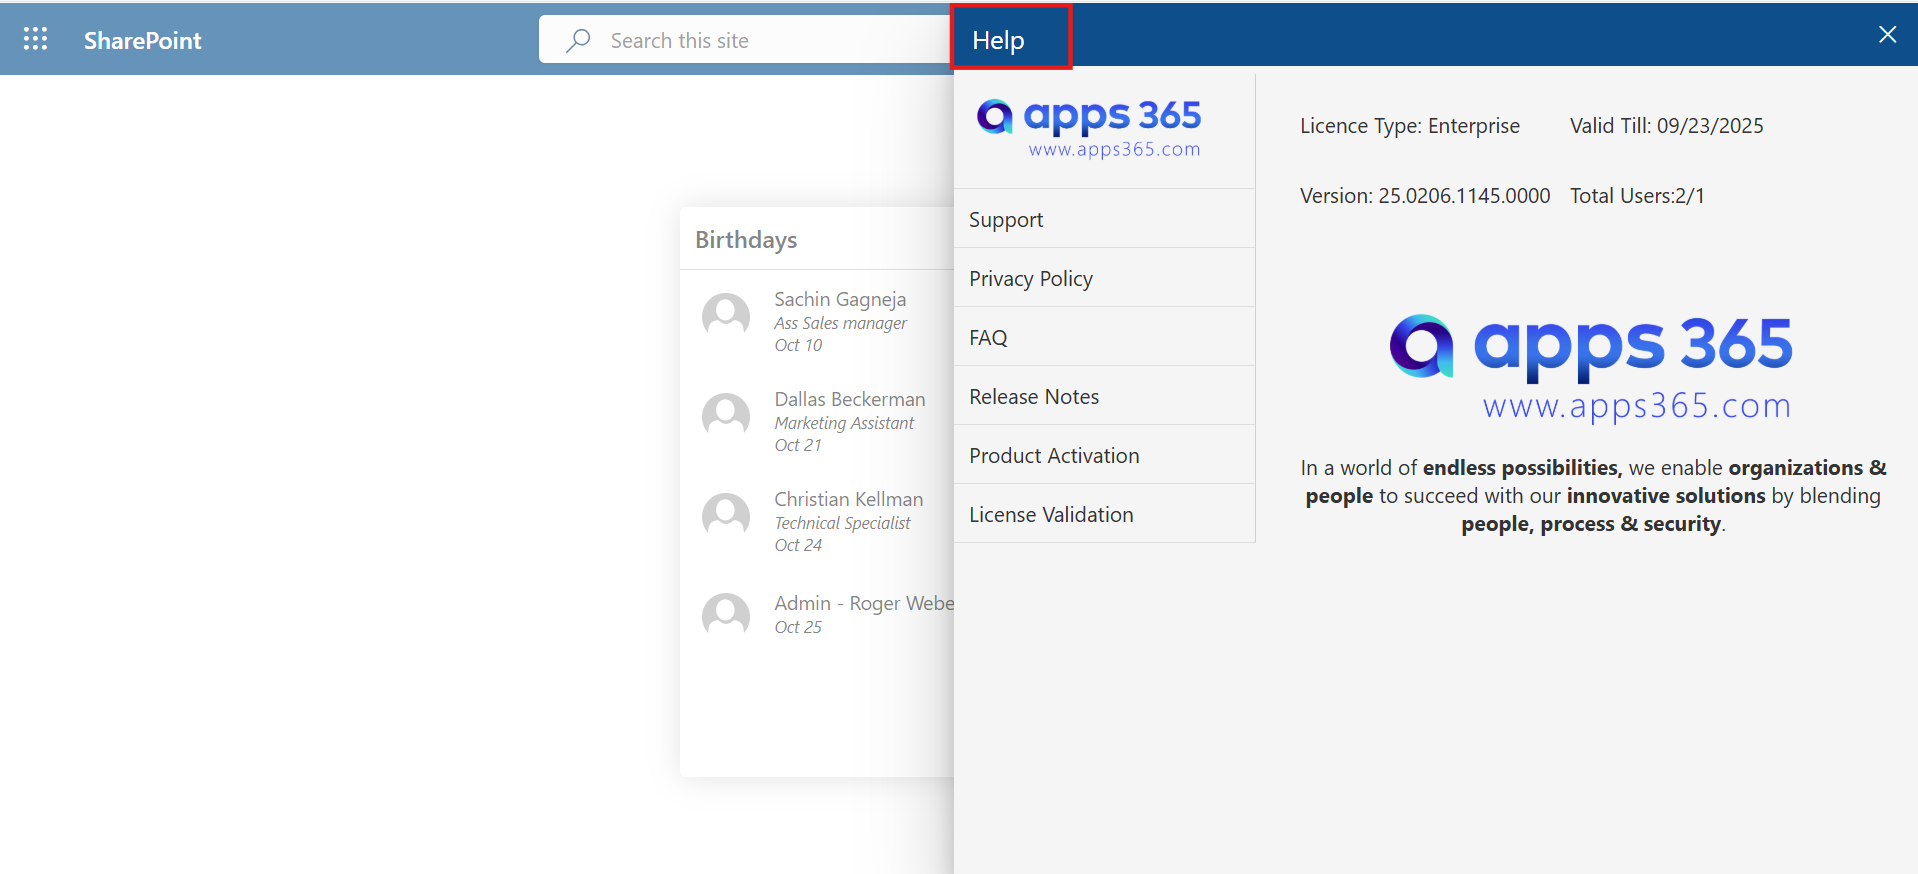 SharePoint
Search this site
Help
Birthdays
Sachin Gagneja
Ass Sales manager
Oct 10
Dallas Beckerman
Marketing Assistant
Oct 21
Christian Kellman
Technical Specialist
Oct 24
Admin - Roger Webe
Oct 25
apps 365
www.apps365.com
Support
Privacy Policy
FAQ
Release Notes
Product Activation
License Validation
Licence Type: Enterprise Valid Till: 09/23/2025
Version: 25.0206.1145.0000 Total Users:2/1
apps 365
www.apps365.com
In a world of endless possibilities, we enable organizations &
people to succeed with our innovative solutions by blending
people, process & security.